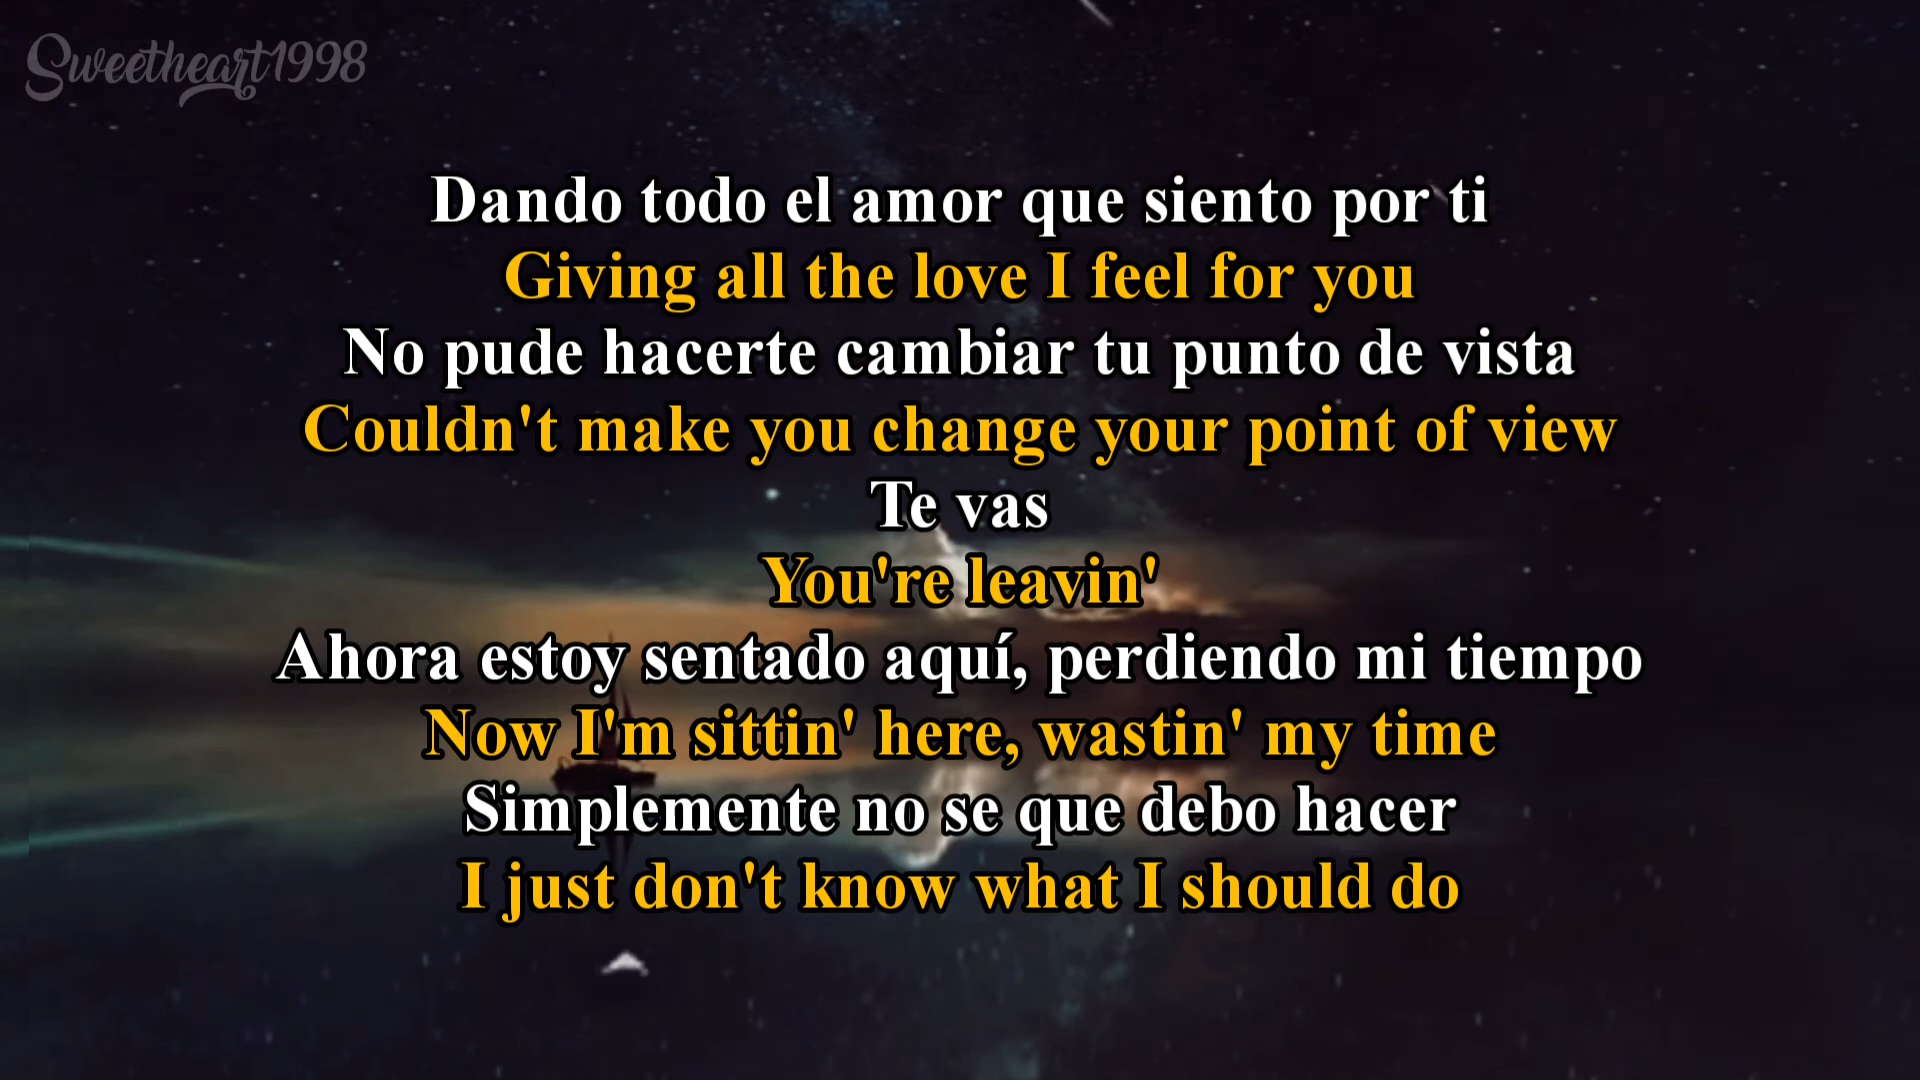 Sweetheart1998
Dando todo el amor que siento por ti
Giving all the love I feel for you
No pude hacerte cambiar tu punto de vista
Couldn't make you change your point of view
Te vas
You're leavin'
Ahora estoy sentado aquí, perdiendo mi tiempo
Now I'm sittin' here, wastin' my time
Simplemente no se que debo hacer
I just don't know what I should do